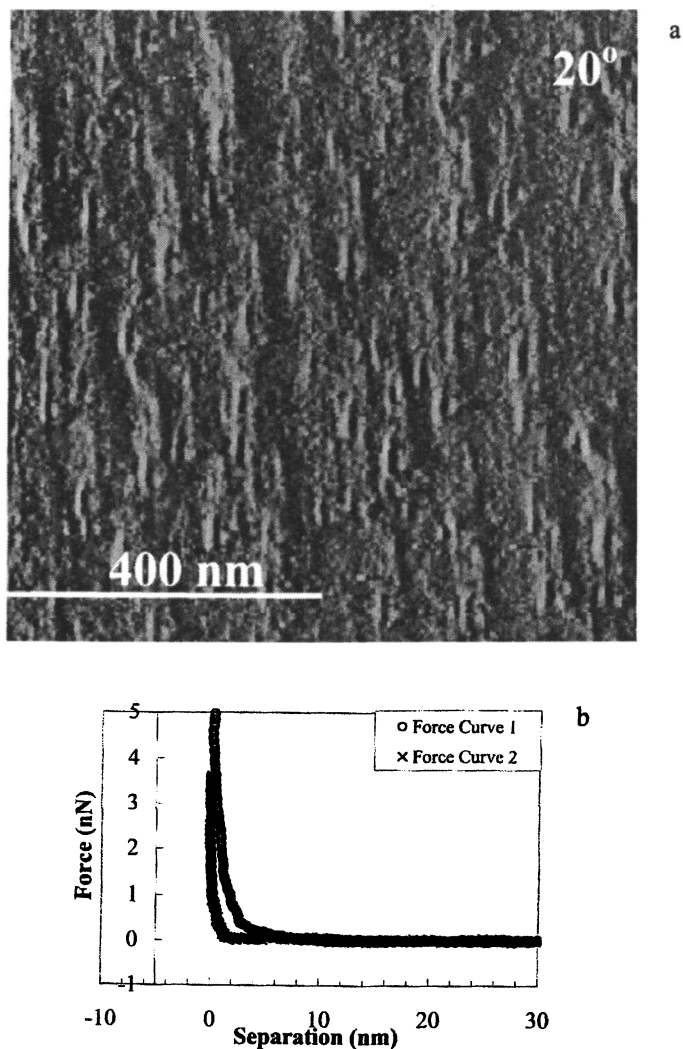 a
20°
400 nm
b
5
4
3
2
1
0
-1
Force (nN)
o Force Curve 1
× Force Curve 2
-10 0 10 20 30
Separation (nm)